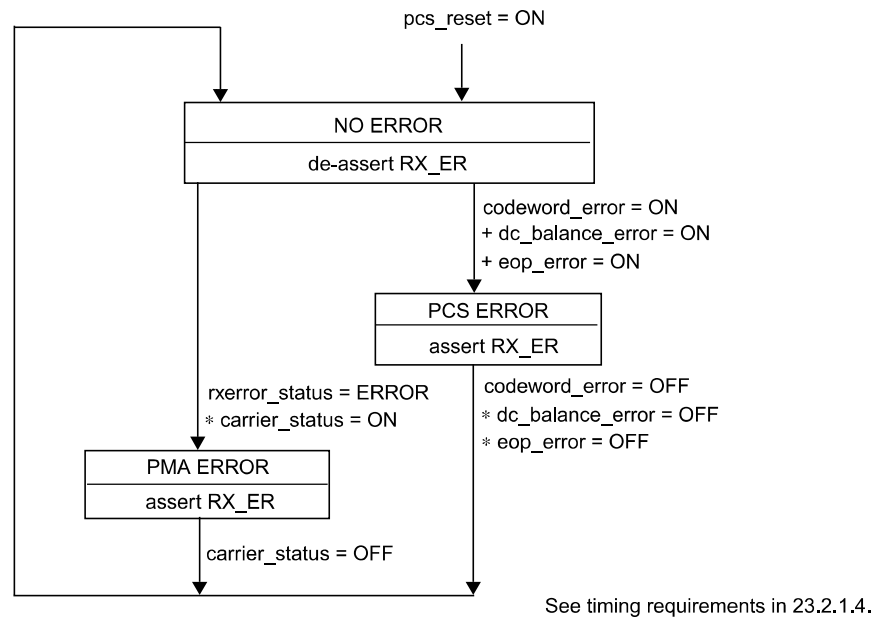 pcs_reset = ON
NO ERROR
de-assert RX_ER
codeword_error = ON
+ dc_balance_error = ON
+ eop_error = ON
PCS ERROR
assert RX_ER
rxerror_status = ERROR
* carrier_status = ON
codeword_error = OFF
* dc_balance_error = OFF
* eop_error = OFF
PMA ERROR
assert RX_ER
carrier_status = OFF
See timing requirements in 23.2.1.4.